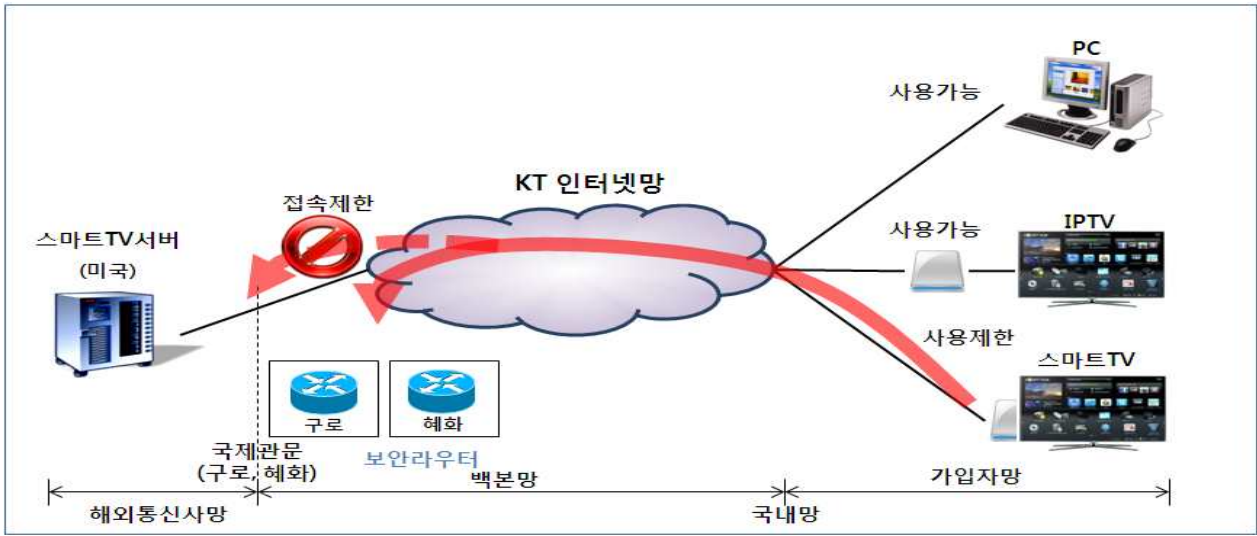 PC
사용가능
KT 인터넷망
접속제한
스마트TV서버
(미국)
사용가능
IPTV
사용제한
스마트TV
구로
혜화
국제관문
(구로, 혜화)
보안라우터
백본망
가입자망
해외통신사망
국내망